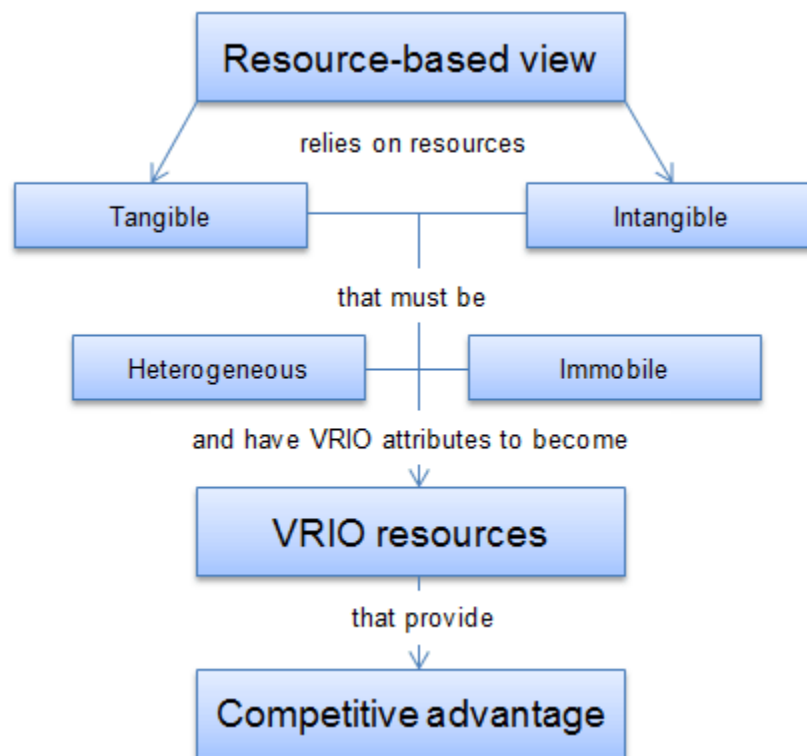 Resource-based view
relies on resources
Tangible
Intangible
that must be
Heterogeneous
Immobile
and have VRIO attributes to become
VRIO resources
that provide
Competitive advantage